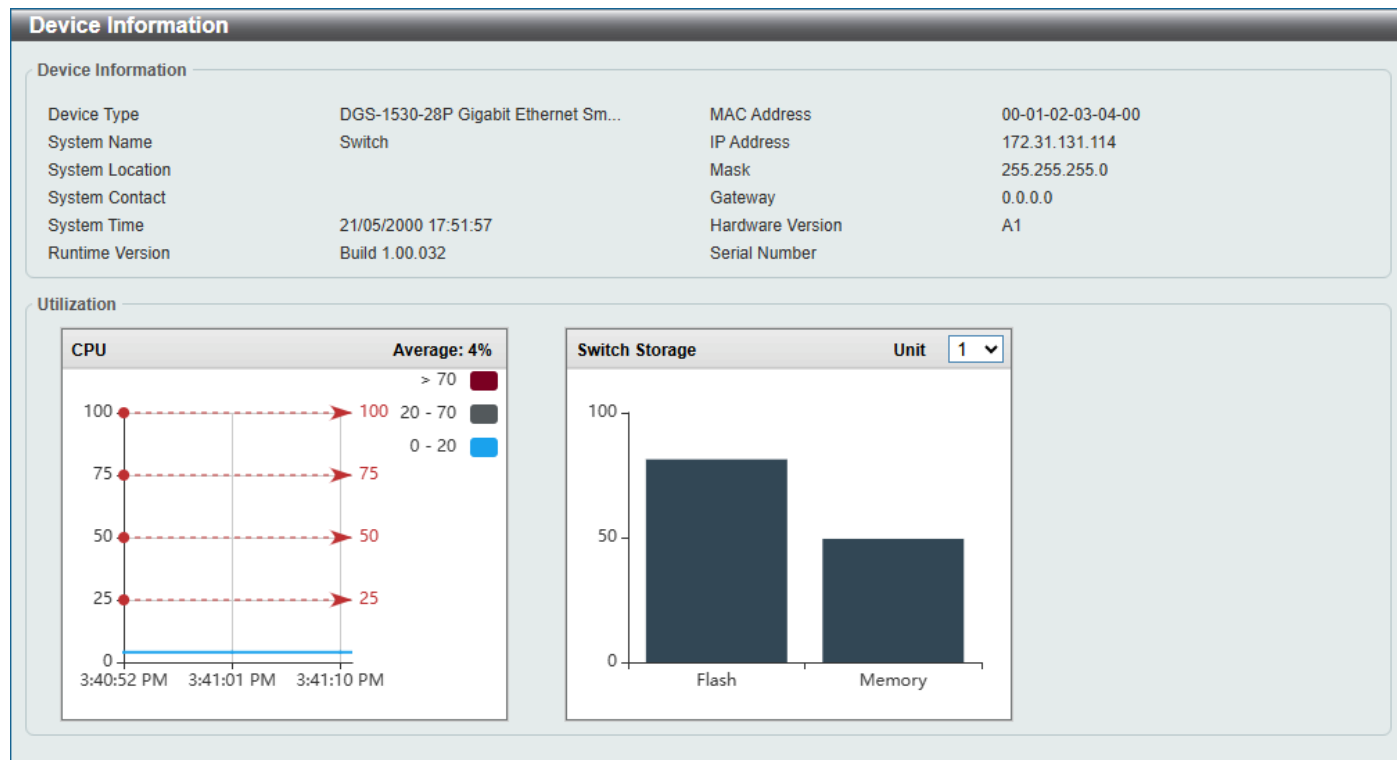 Device Information
Device Information
Device Type DGS-1530-28P Gigabit Ethernet Sm... MAC Address 00-01-02-03-04-00
System Name Switch IP Address 172.31.131.114
System Location Mask 255.255.255.0
System Contact Gateway 0.0.0.0
System Time 21/05/2000 17:51:57 Hardware Version A1
Runtime Version Build 1.00.032 Serial Number
Utilization
CPU Average: 4%
> 70
100 100 20 - 70
0 - 20
75 75
50 50
25 25
0
3:40:52 PM 3:41:01 PM 3:41:10 PM
Switch Storage Unit 1
100
50
0
Flash Memory